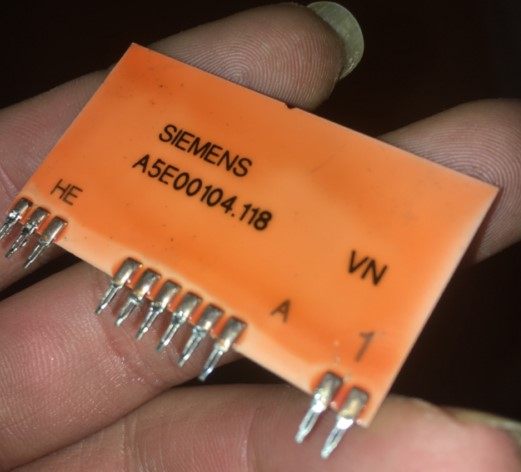 SIEMENS
A5E00104.118
HE
VN
A
1